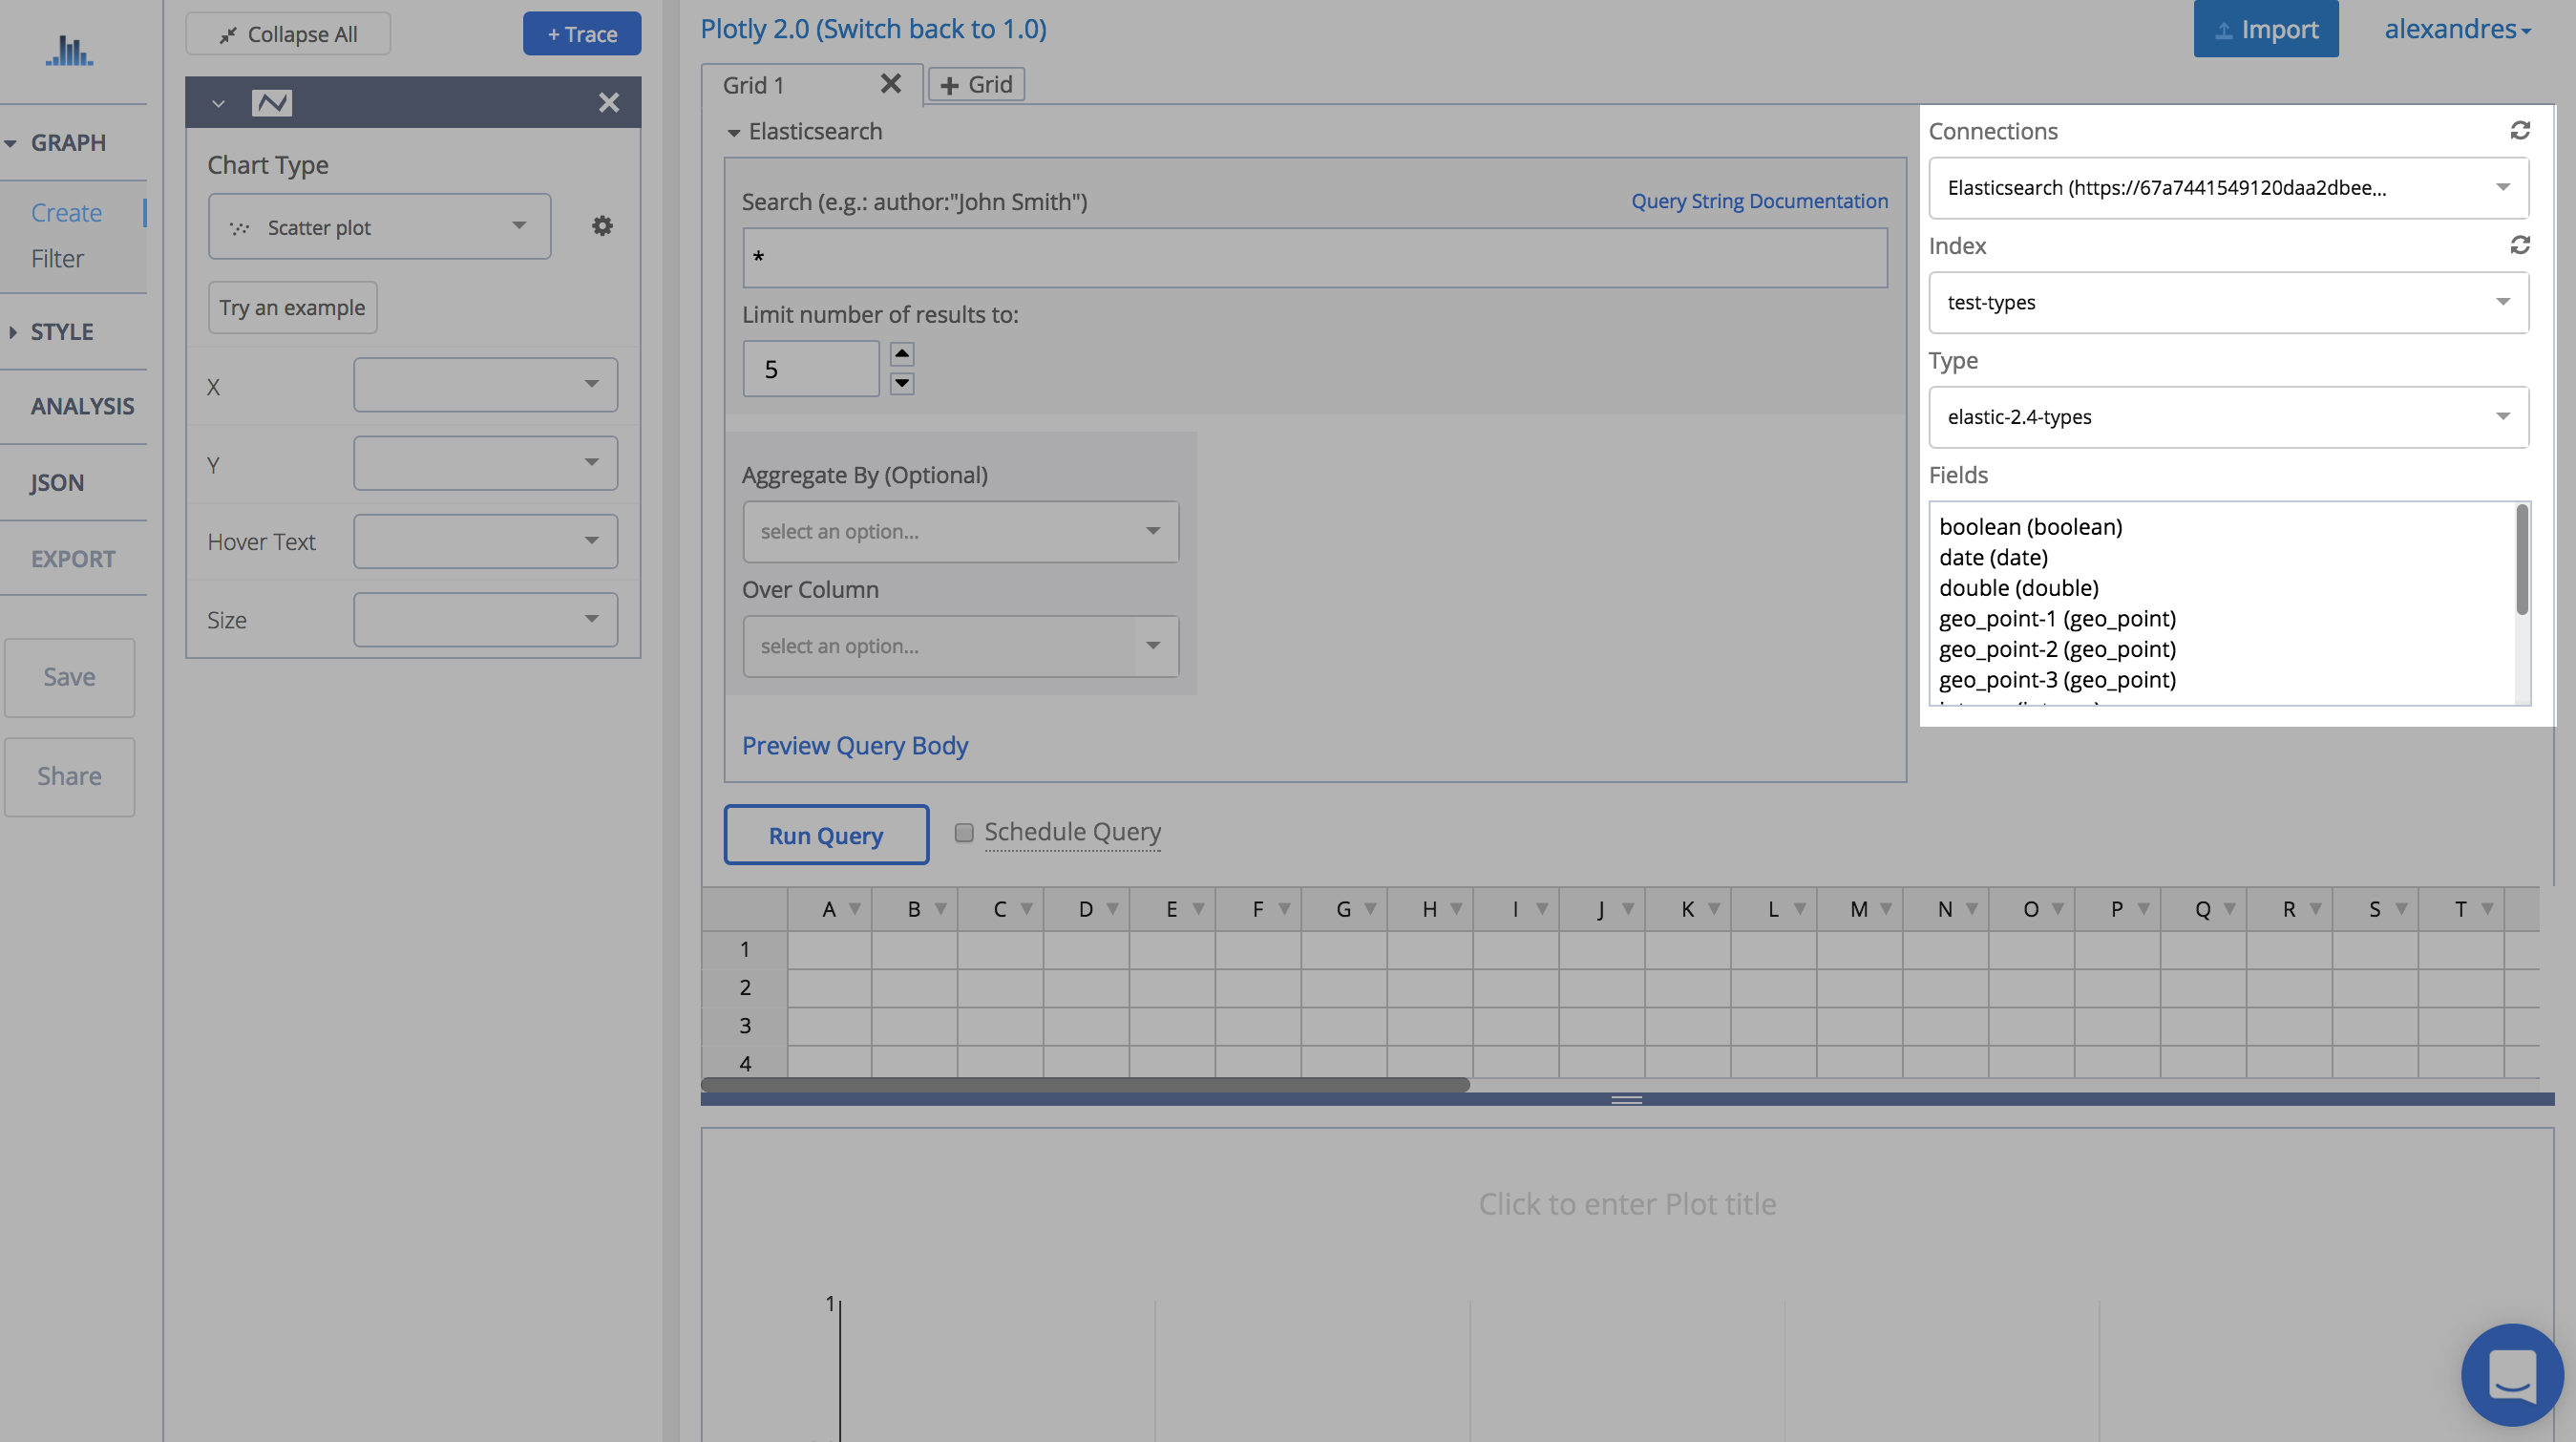 Collapse All
+ Trace
Plotly 2.0 (Switch back to 1.0)
Import
alexandres
Grid 1
Grid
GRAPH
Create
Filter
STYLE
ANALYSIS
JSON
EXPORT
Save
Share
Chart Type
Scatter plot
Try an example
X
Y
Hover Text
Size
Elasticsearch
Search (e.g.: author:"John Smith")
Query String Documentation
*
Limit number of results to:
5
Aggregate By (Optional)
select an option...
Over Column
select an option...
Preview Query Body
Run Query
Schedule Query
Connections
Elasticsearch (https://67a7441549120daa2dbee...
Index
test-types
Type
elastic-2.4-types
Fields
boolean (boolean)
date (date)
double (double)
geo_point-1 (geo_point)
geo_point-2 (geo_point)
geo_point-3 (geo_point)
A B C D E F G H I J K L M N O P Q R S T
1
2
3
4
Click to enter Plot title
1